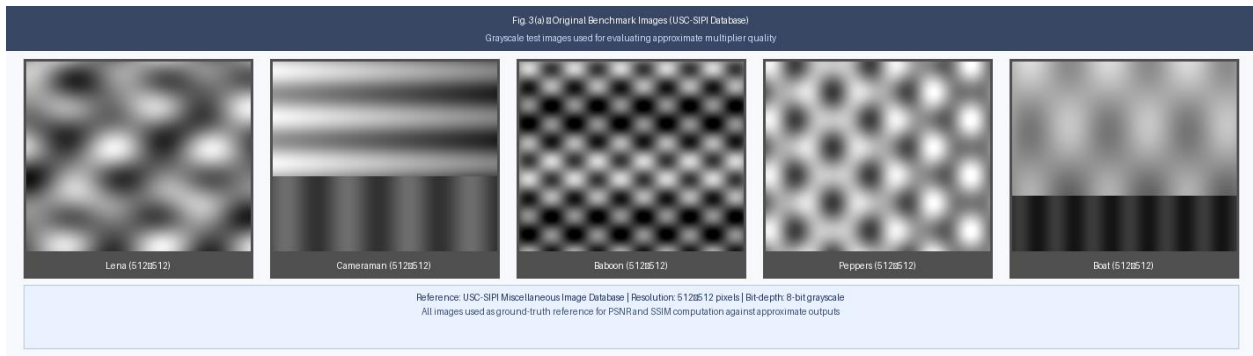 Fig. 3(a) ▯ Original Benchmark Images (USC-SIPI Database)
Grayscale test images used for evaluating approximate multiplier quality
Lena (512▯512)
Cameraman (512▯512)
Baboon (512▯512)
Peppers (512▯512)
Boat (512▯512)
Reference: USC-SIPI Miscellaneous Image Database | Resolution: 512▯512 pixels | Bit-depth: 8-bit grayscale
All images used as ground-truth reference for PSNR and SSIM computation against approximate outputs